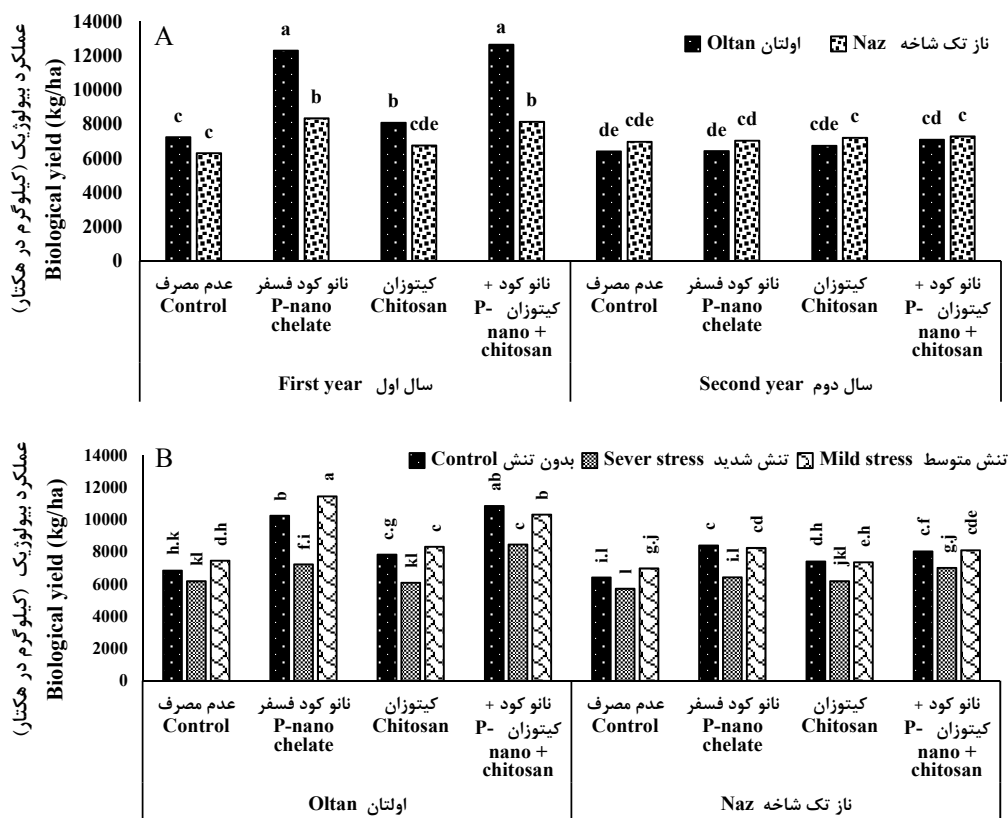 عملکرد بیولوژیک (کیلوگرم در هکتار)
Biological yield (kg/ha)
A
Oltan اولتان
Naz ناز تک شاخه
14000
12000
10000
8000
6000
4000
2000
0
c c a b b cde a b de cde de cd cde c cd c
عدم مصرف
Control
نانو کود فسفر
P-nano
chelate
کیتوزان
Chitosan
نانو کود +
کیتوزان P-
nano +
chitosan
عدم مصرف
Control
نانو کود فسفر
P-nano
chelate
کیتوزان
Chitosan
نانو کود +
کیتوزان P-
nano +
chitosan
First year سال اول
Second year سال دوم
عملکرد بیولوژیک (کیلوگرم در هکتار)
Biological yield (kg/ha)
B
Control بدون تنش
Sever stress تنش شدید
Mild stress تنش متوسط
14000
12000
10000
8000
6000
4000
2000
0
h.k kl d.h b f.i a c.g kl c ab c b i.l l g.j c i.l cd d.h jkl e.h c.f g.j cde
عدم مصرف
Control
نانو کود فسفر
P-nano
chelate
کیتوزان
Chitosan
نانو کود +
کیتوزان P-
nano +
chitosan
عدم مصرف
Control
نانو کود فسفر
P-nano
chelate
کیتوزان
Chitosan
نانو کود +
کیتوزان P-
nano +
chitosan
Oltan اولتان
Naz ناز تک شاخه